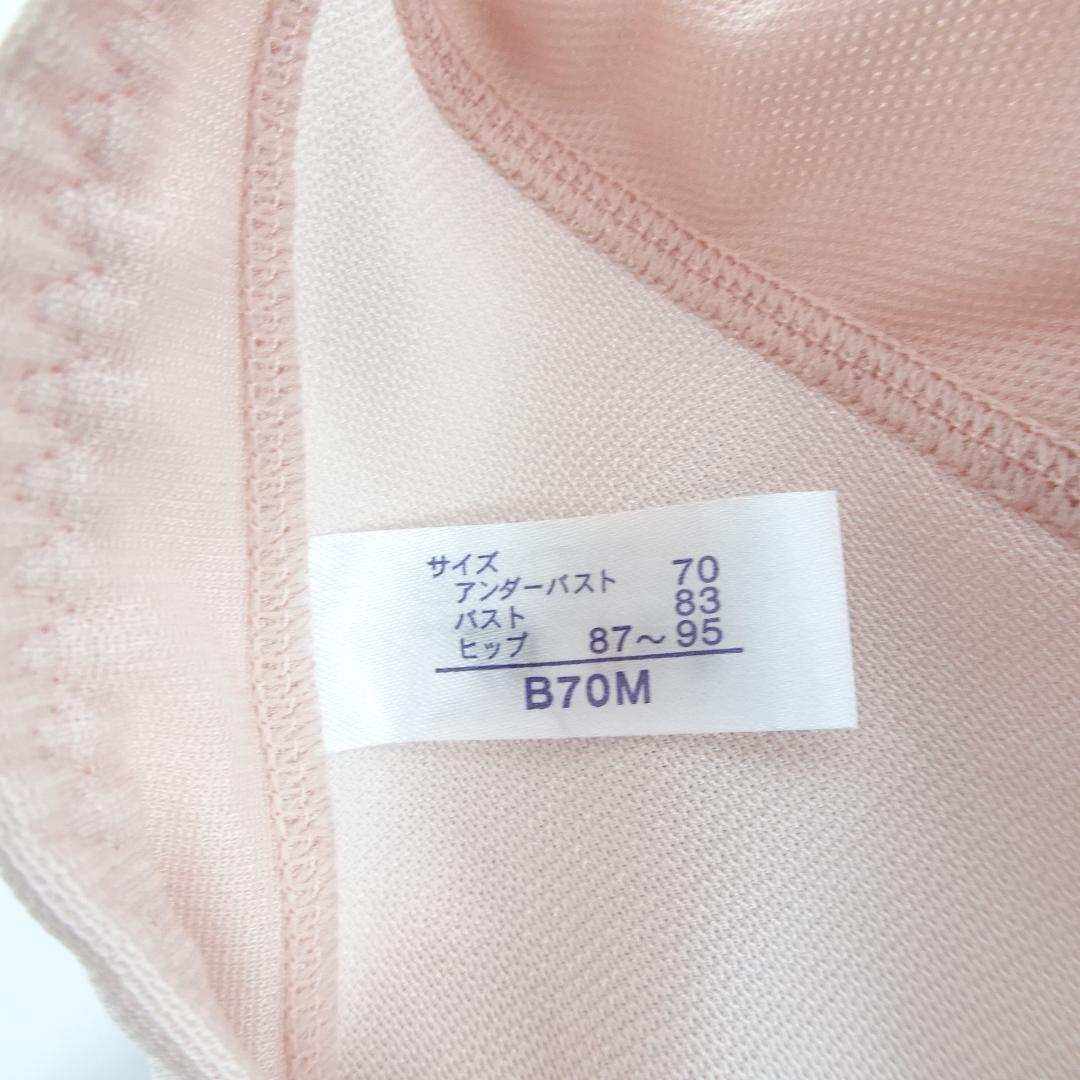 サイズ
アンダーバスト 70
バスト 83
ヒップ 87～95
B70M